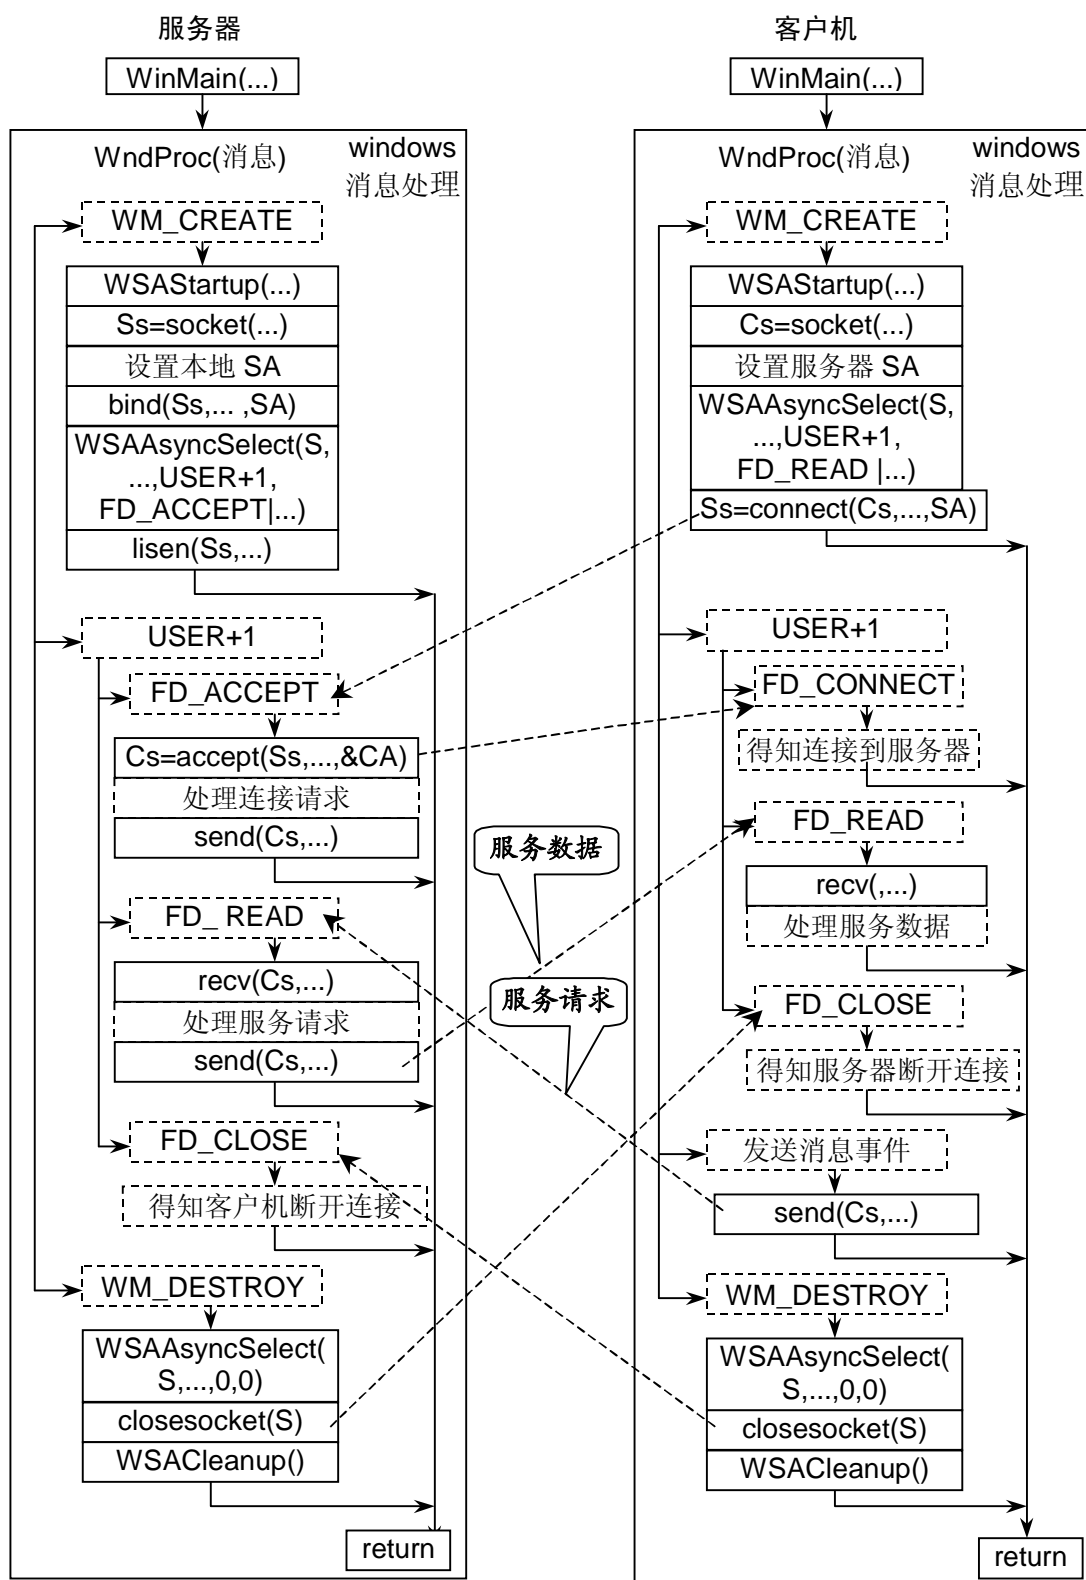 服务器
WinMain(...)
WndProc(消息)
windows
消息处理
WM_CREATE
WSAStartup(...)
Ss=socket(...)
设置本地 SA
bind(Ss,... ,SA)
WSAAsyncSelect(S,
...,USER+1,
FD_ACCEPT|...)
lisen(Ss,...)
USER+1
FD_ACCEPT
Cs=accept(Ss,...,&CA)
处理连接请求
send(Cs,...)
FD_ READ
recv(Cs,...)
处理服务请求
send(Cs,...)
FD_CLOSE
得知客户机断开连接
WM_DESTROY
WSAAsyncSelect(
S,...,0,0)
closesocket(S)
WSACleanup()
return
服务数据
服务请求
客户机
WinMain(...)
WndProc(消息)
windows
消息处理
WM_CREATE
WSAStartup(...)
Cs=socket(...)
设置服务器 SA
WSAAsyncSelect(S,
...,USER+1,
FD_READ |...)
Ss=connect(Cs,...,SA)
USER+1
FD_CONNECT
得知连接到服务器
FD_READ
recv(,...)
处理服务数据
FD_CLOSE
得知服务器断开连接
发送消息事件
send(Cs,...)
WM_DESTROY
WSAAsyncSelect(
S,...,0,0)
closesocket(S)
WSACleanup()
return